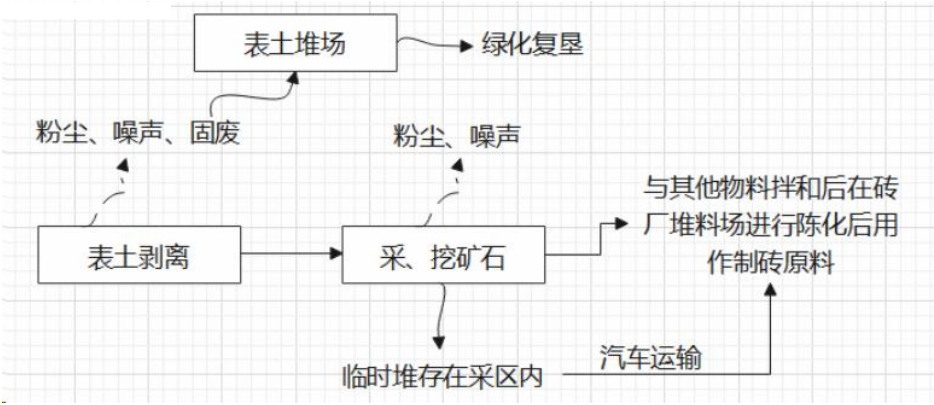 表土堆场
绿化复垦
粉尘、噪声、固废
粉尘、噪声
与其他物料拌和后在砖
厂堆料场进行陈化后用
作制砖原料
表土剥离
采、挖矿石
汽车运输
临时堆存在采区内